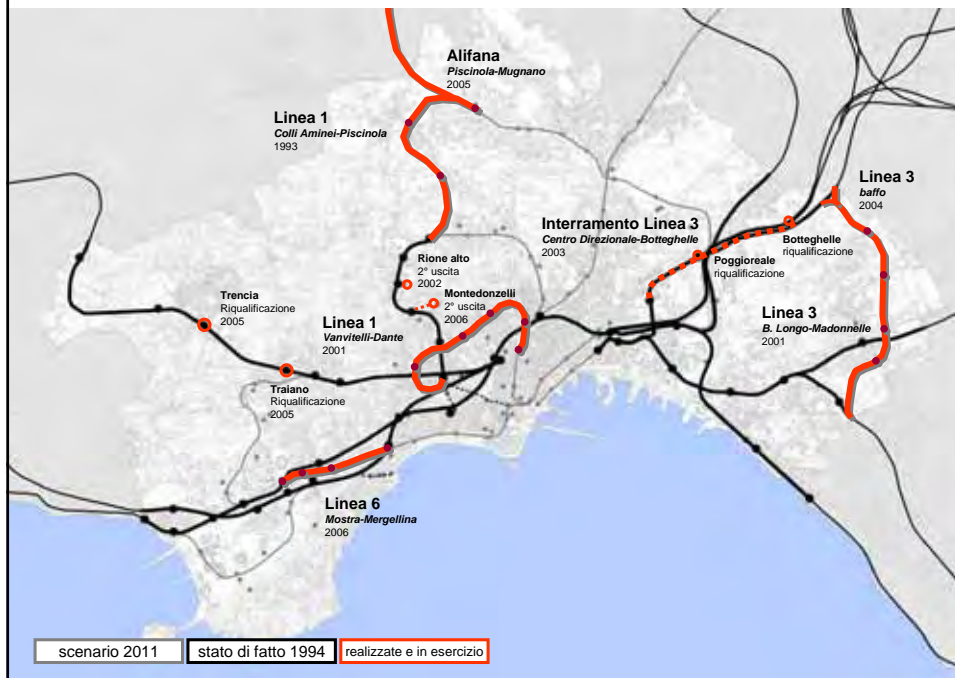 Alifana
Piscinola-Mugnano
2005
Linea 1
Colli Aminei-Piscinola
1993
Linea 3
baffo
2004
Interramento Linea 3
Centro Direzionale-Botteghelle
2003
Botteghelle
riqualificazione
Poggioreale
riqualificazione
Rione alto
2° uscita
2002
Montedonzelli
2° uscita
2006
Trencia
Riqualificazione
2005
Linea 1
Vanvitelli-Dante
2001
Linea 3
B. Longo-Madonnelle
2001
Traiano
Riqualificazione
2005
Linea 6
Mostra-Mergellina
2006
scenario 2011
stato di fatto 1994
realizzate e in esercizio